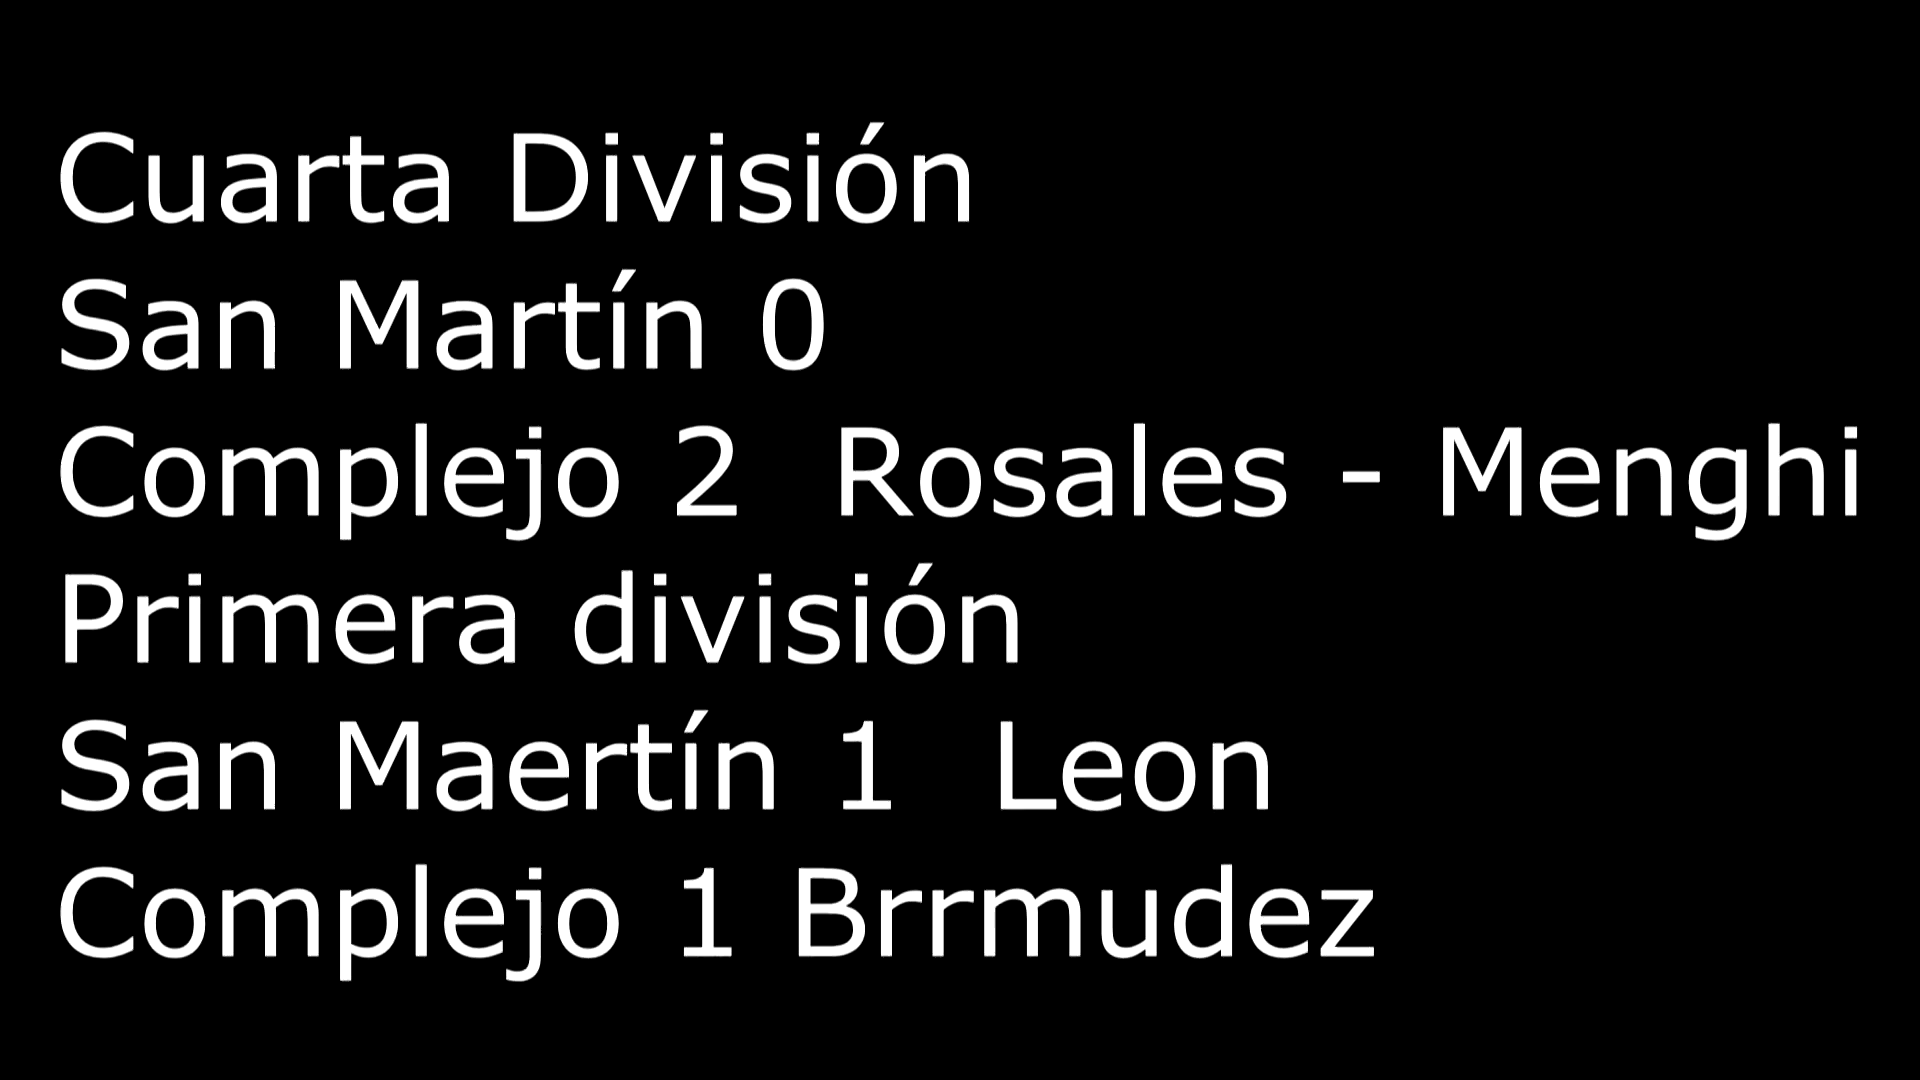 Cuarta División
San Martín 0
Complejo 2  Rosales - Menghi
Primera división
San Maertín 1  Leon
Complejo 1 Brrmudez